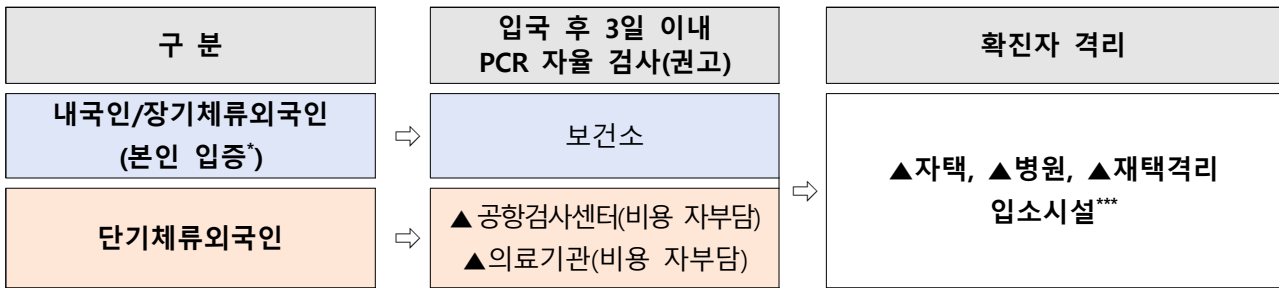 구 분
입국 후 3일 이내
PCR 자율 검사(권고)
확진자 격리
내국인/장기체류외국인
(본인 입증*)
⇨
보건소
단기체류외국인
⇨
▲공항검사센터(비용 자부담)
▲의료기관(비용 자부담)
⇨
▲자택, ▲병원, ▲재택격리
입소시설***